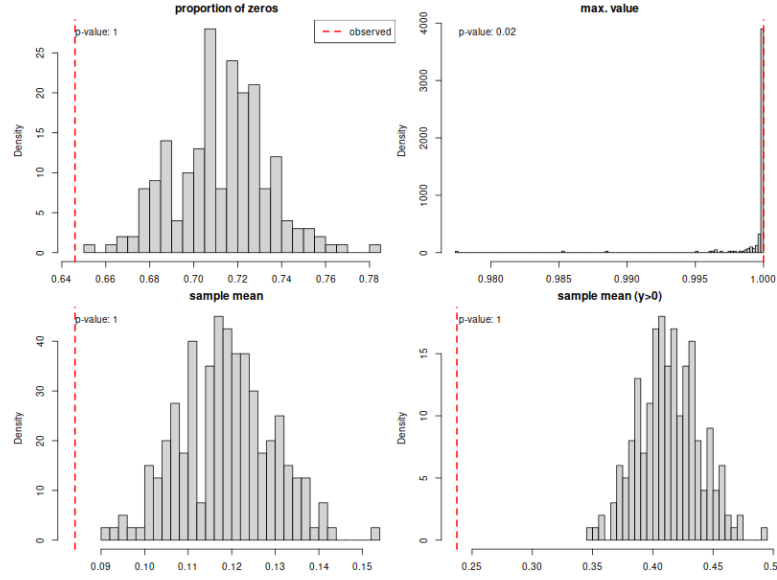 proportion of zeros
p-value: 1
observed
Density
25
20
15
10
5
0
0.64 0.66 0.68 0.70 0.72 0.74 0.76 0.78
max. value
p-value: 0.02
Density
4000
3000
2000
1000
0
0.980 0.985 0.990 0.995 1.000
sample mean
p-value: 1
Density
40
30
20
10
0
0.09 0.10 0.11 0.12 0.13 0.14 0.15
sample mean (y>0)
p-value: 1
Density
15
10
5
0
0.25 0.30 0.35 0.40 0.45 0.5